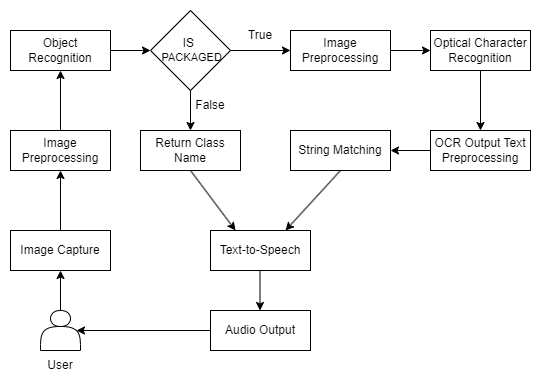 Object
Recognition
IS
PACKAGED
True
Image
Preprocessing
Optical Character
Recognition
False
Image
Preprocessing
Return Class
Name
String Matching
OCR Output Text
Preprocessing
Image Capture
Text-to-Speech
Audio Output
User